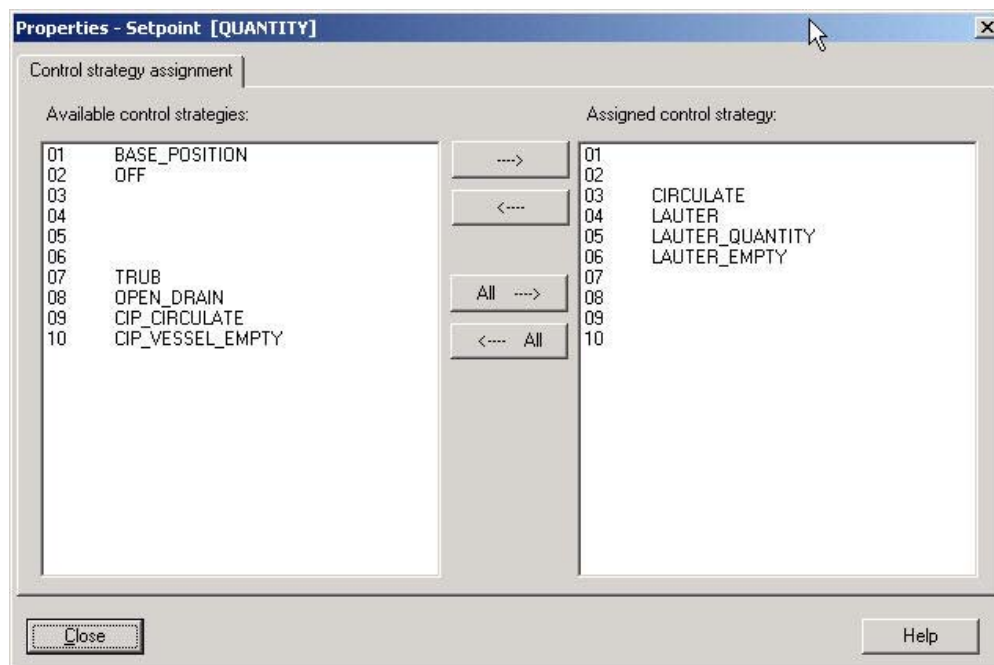 Properties - Setpoint [QUANTITY]
Control strategy assignment
Available control strategies:
01 BASE_POSITION
02 OFF
03
04
05
06
07 TRUB
08 OPEN_DRAIN
09 CIP_CIRCULATE
10 CIP_VESSEL_EMPTY
---->
<----
All ---->
<---- All
Assigned control strategy:
01
02
03 CIRCULATE
04 LAUTER
05 LAUTER_QUANTITY
06 LAUTER_EMPTY
07
08
09
10
Close
Help